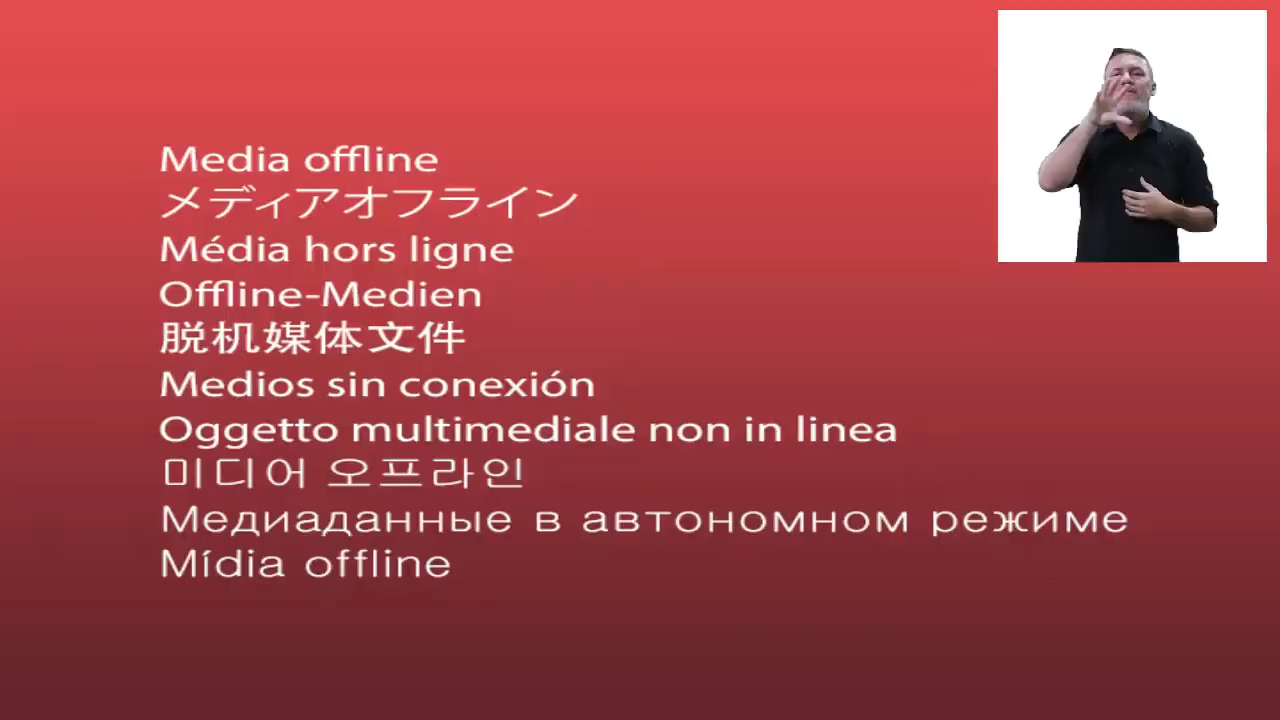 Media offline
メディアオフライン
Média hors ligne
Offline-Medien
脱机媒体文件
Medios sin conexión
Oggetto multimediale non in linea
미디어 오프라인
Медиаданные в автономном режиме
Mídia offline